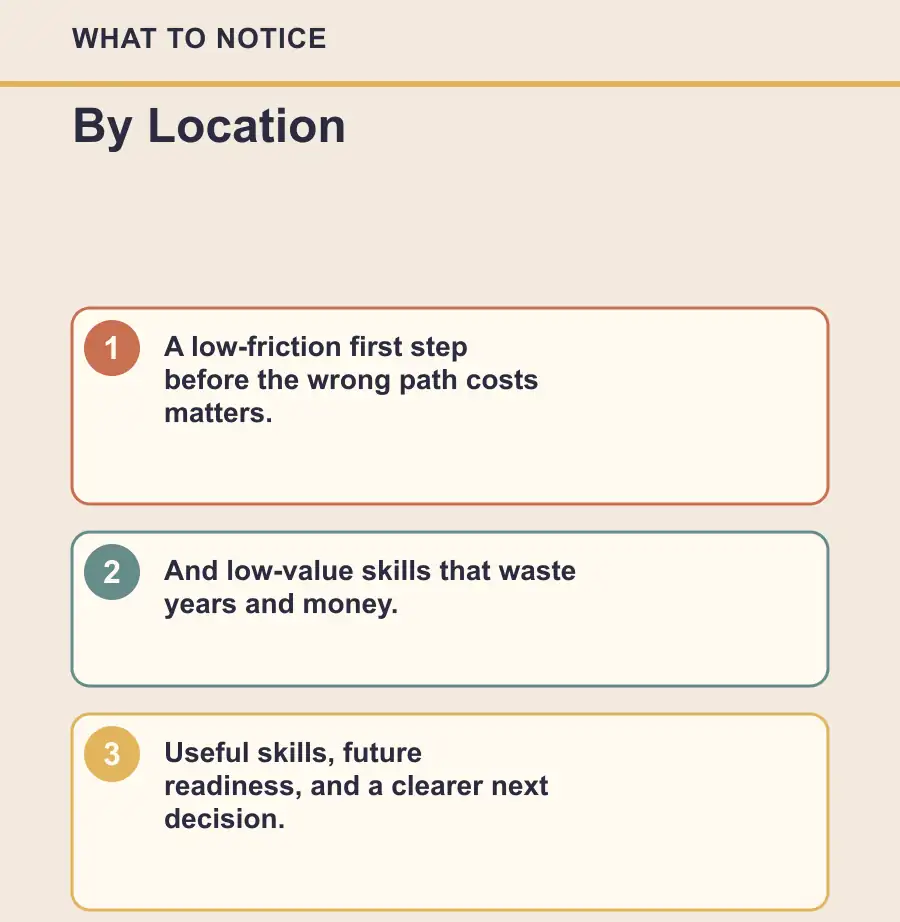 WHAT TO NOTICE
By Location
1
A low-friction first step
before the wrong path costs
matters.
2
And low-value skills that waste
years and money.
3
Useful skills, future
readiness, and a clearer next
decision.